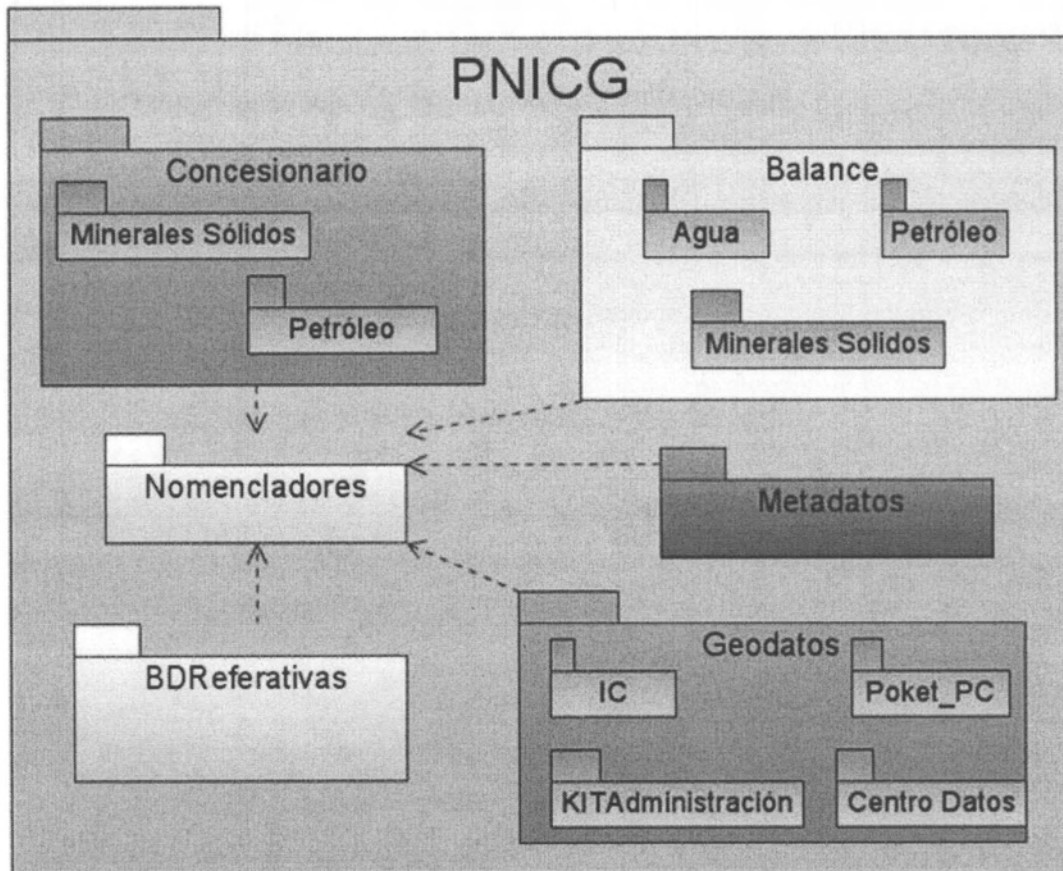 PNICG
Concesionario
Minerales Sólidos
Petróleo
Balance
Agua
Petróleo
Minerales Solidos
Nomencladores
Metadatos
BDReferativas
Geodatos
IC
Poket_PC
KITAdministración
Centro Datos